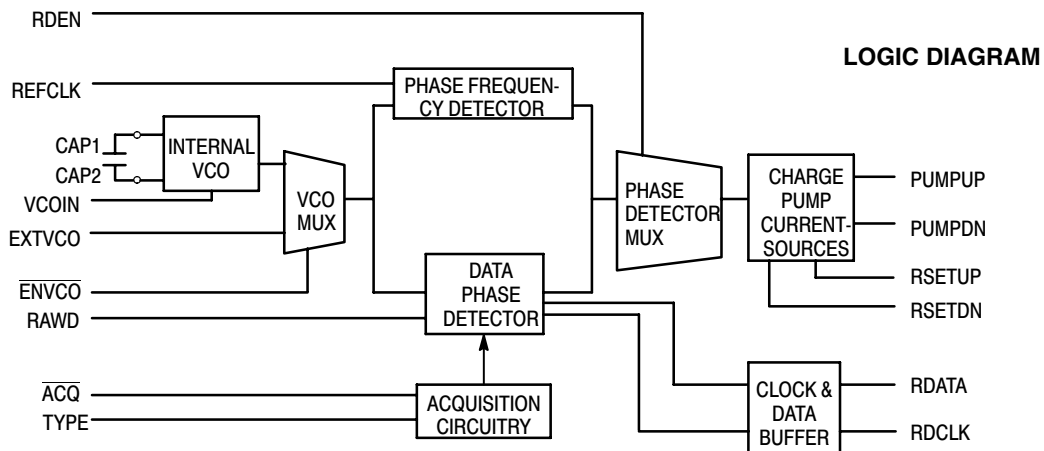 RDEN
LOGIC DIAGRAM
REFCLK
PHASE FREQUEN-
CY DETECTOR
CAP1
CAP2
INTERNAL
VCO
VCOIN
VCO
MUX
EXTVCO
PHASE
DETECTOR
MUX
CHARGE
PUMP
CURRENT-
SOURCES
PUMPUP
PUMPDN
RSETUP
RSETDN
ENVCO
RAWD
DATA
PHASE
DETECTOR
ACQ
TYPE
ACQUISITION
CIRCUITRY
CLOCK &
DATA
BUFFER
RDATA
RDCLK